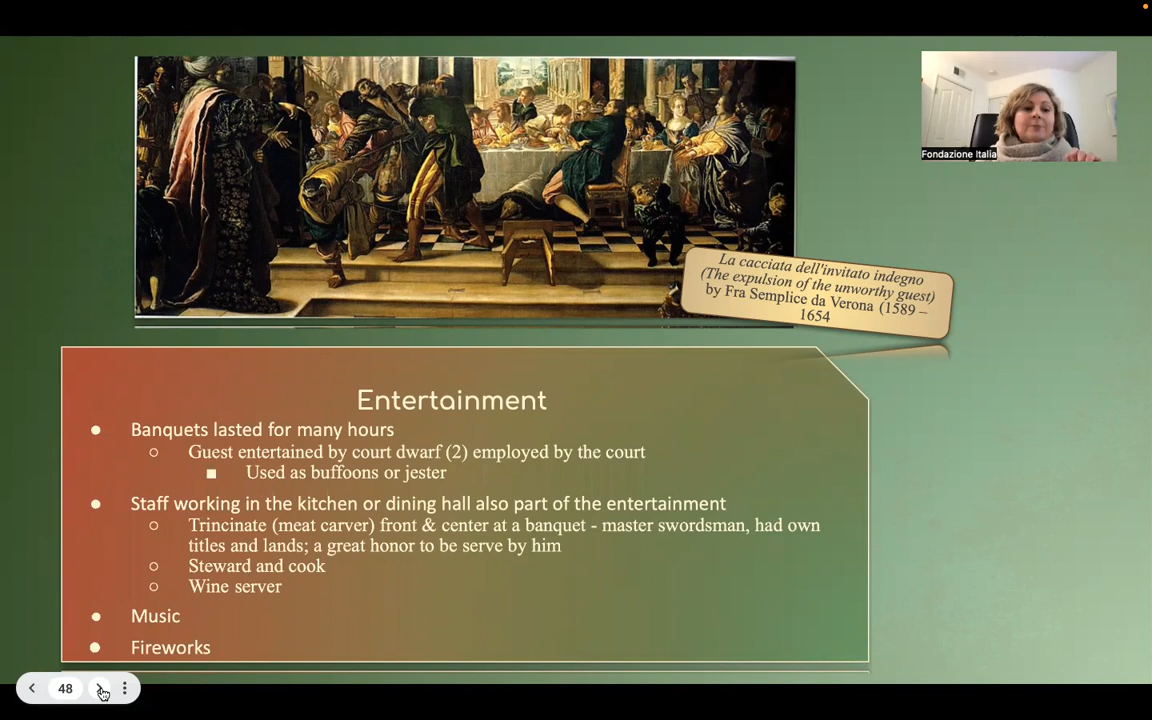 Fondazione Italia
La cacciata dell'invitato indegno
(The expulsion of the unworthy guest)
by Fra Semplice da Verona (1589 –
1654
Entertainment
● Banquets lasted for many hours
○ Guest entertained by court dwarf (2) employed by the court
■ Used as buffoons or jester
● Staff working in the kitchen or dining hall also part of the entertainment
○ Trincinate (meat carver) front & center at a banquet - master swordsman, had own
titles and lands; a great honor to be serve by him
○ Steward and cook
○ Wine server
● Music
● Fireworks
48